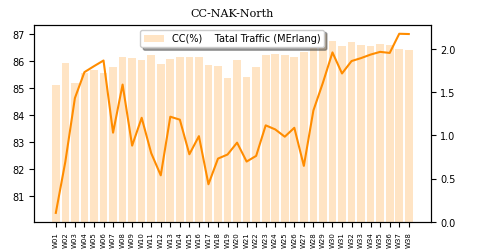 CC-NAK-North
CC(%) Tatal Traffic (MErlang)
87
86
85
84
83
82
81
2.0
1.5
1.0
0.5
0.0
W01
W02
W03
W04
W05
W06
W07
W08
W09
W10
W11
W12
W13
W14
W15
W16
W17
W18
W19
W20
W21
W22
W23
W24
W25
W26
W27
W28
W29
W30
W31
W32
W33
W34
W35
W36
W37
W38